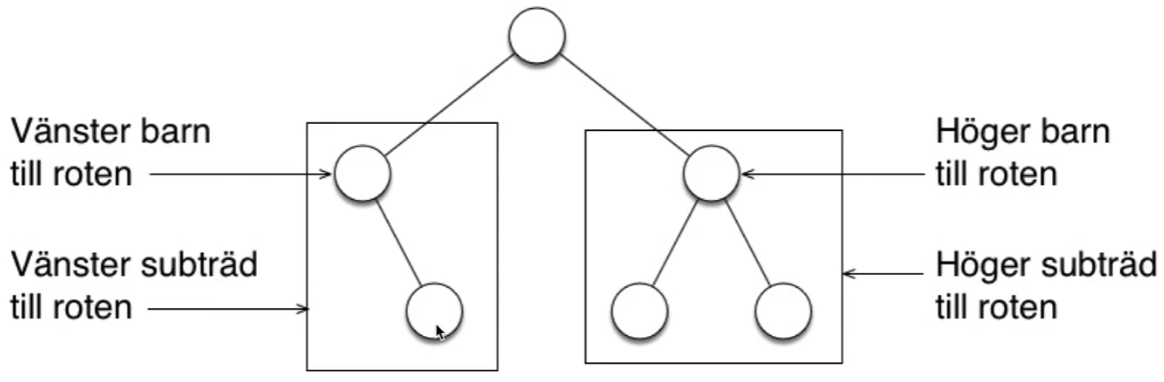 Vänster barn
till roten
Höger barn
till roten
Vänster subträd
till roten
Höger subträd
till roten